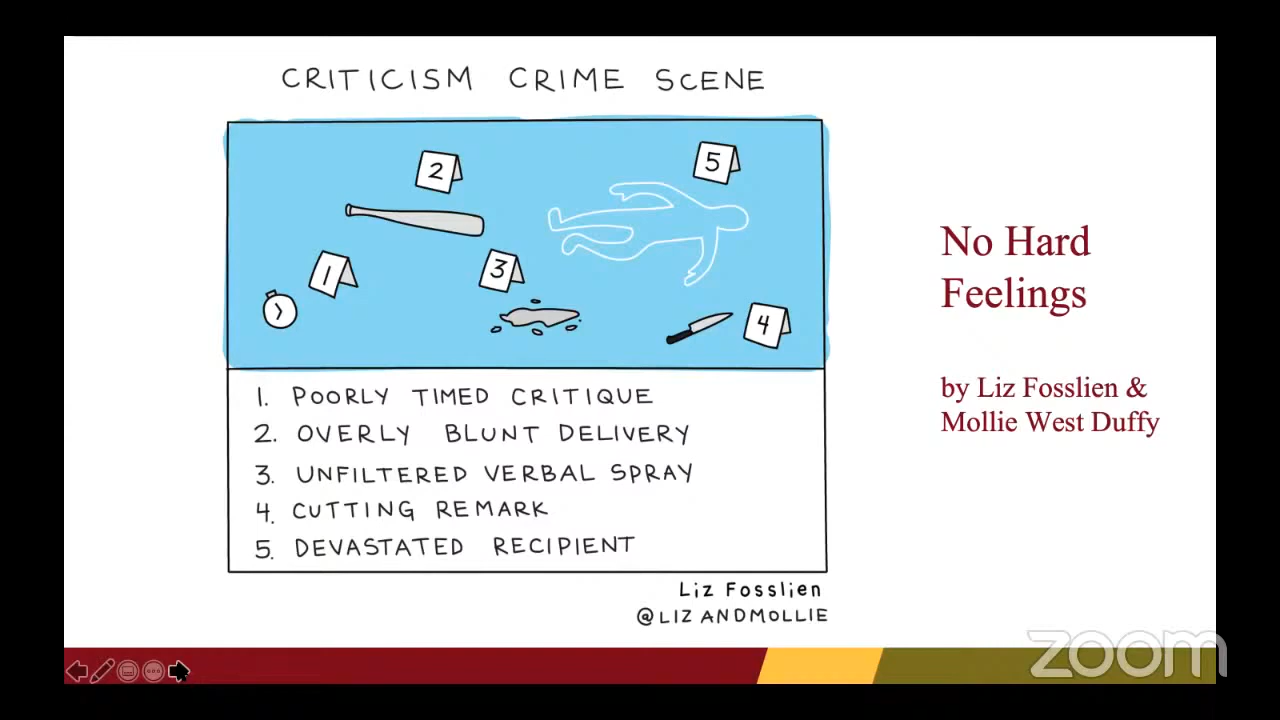 CRITICISM CRIME SCENE
2
5
1
3
4
1. POORLY TIMED CRITIQUE
2. OVERLY BLUNT DELIVERY
3. UNFILTERED VERBAL SPRAY
4. CUTTING REMARK
5. DEVASTATED RECIPIENT
Liz Fosslien
@LIZANDMOLLIE
No Hard
Feelings
by Liz Fosslien &
Mollie West Duffy
zoom